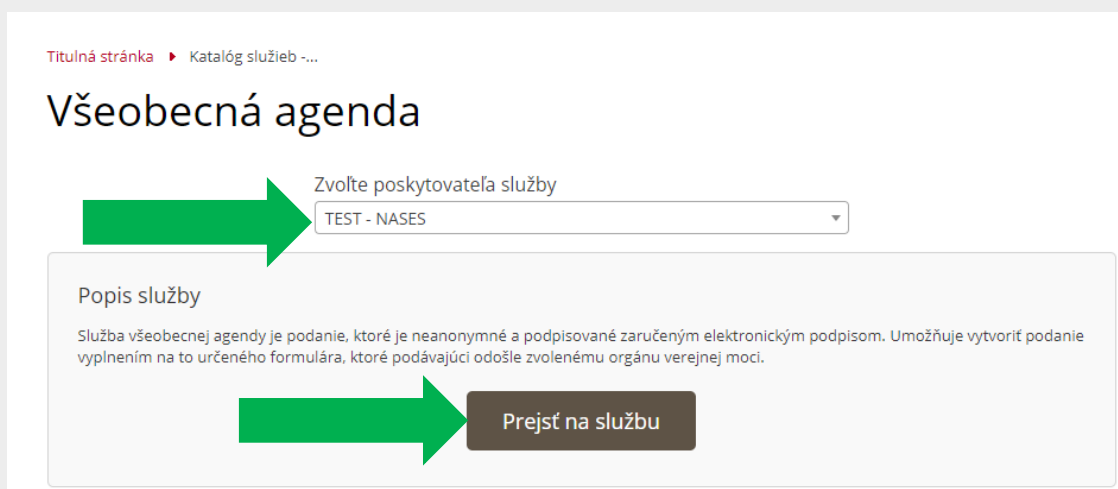 Titulná stránka Katalóg služieb -...
Všeobecná agenda
Zvoľte poskytovateľa služby
TEST - NASES
Popis služby
Služba všeobecnej agendy je podanie, ktoré je neanonymné a podpisované zaručeným elektronickým podpisom. Umožňuje vytvoriť podanie
vyplnením na to určeného formulára, ktoré podávajúci odošle zvolenému orgánu verejnej moci.
Prejsť na službu